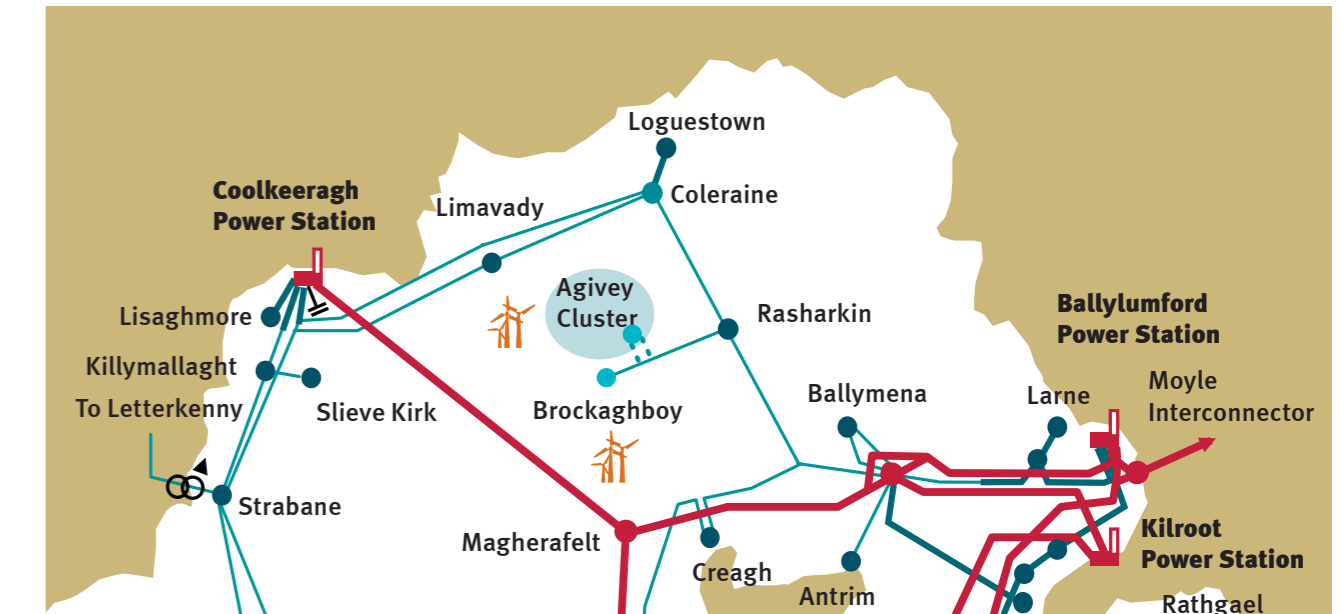 Loguestown
Coolkeeragh
Power Station
Limavady
Coleraine
Agivey
Cluster
Lisaghmore
Rasharkin
Ballylumford
Power Station
Killymallaght
To Letterkenny
Slieve Kirk
Brockaghboy
Ballymena
Larne
Moyle
Interconnector
Strabane
Magherafelt
Creagh
Antrim
Kilroot
Power Station
Rathgael